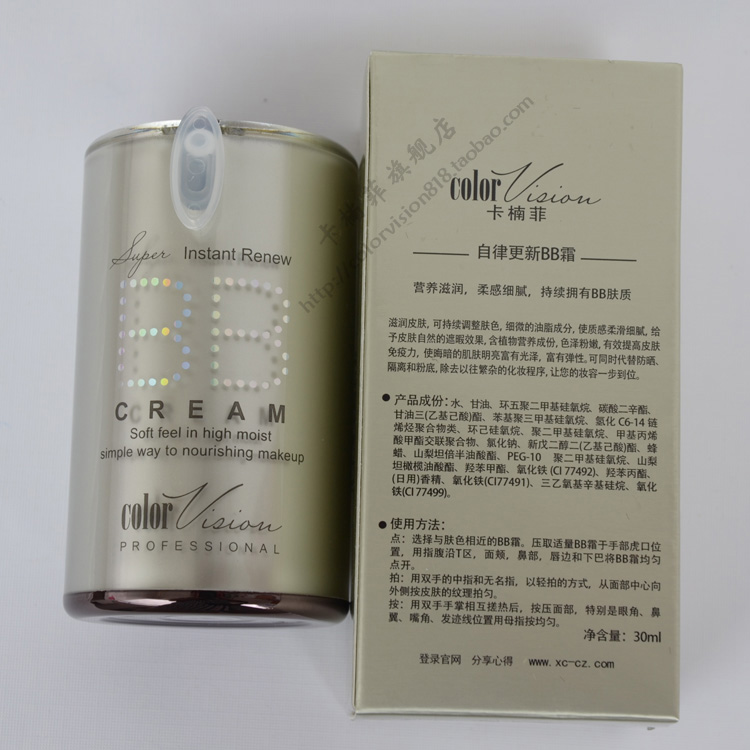 Super Instant Renew
BB
CREAM
Soft feel in high moist
simple way to nourishing makeup
color Vision
PROFESSIONAL
卡楠菲旗舰店
http://colorvision818.taobao.com
color Vision
卡楠菲
自律更新BB霜
营养滋润，柔感细腻，持续拥有BB肤质
滋润皮肤，可持续调整肤色，细微的油脂成分，使质感柔滑细腻，给
予皮肤自然的遮暇效果，含植物营养成份，色泽粉嫩，有效提高皮肤
免疫力，使晦暗的肌肤明亮富有光泽，富有弹性。可同时代替防晒、
隔离和粉底，除去以往繁杂的化妆程序，让您的妆容一步到位。
●产品成份：水、甘油、环五聚二甲基硅氧烷、碳酸二辛酯、
甘油三(乙基己酸)酯、苯基聚三甲基硅氧烷、氢化 C6-14 链
烯烃聚合物类、环己硅氧烷、聚二甲基硅氧烷、甲基丙烯
酸甲酯交联聚合物、氯化钠、新戊二醇二(乙基己酸)酯、蜂
蜡、山梨坦倍半油酸酯、PEG-10 聚二甲基硅氧烷、山梨
坦橄榄油酸酯、羟苯甲酯、氧化铁(CI 77492)、羟苯丙酯、
(日用)香精、氧化铁(CI77491)、三乙氧基辛基硅烷、氧化
铁(CI 77499)。
●使用方法：
点：选择与肤色相近的BB霜。压取适量BB霜于手部虎口位
置，用指腹沿T区，面颊，鼻部，唇边和下巴将BB霜均匀
点开。
拍：用双手的中指和无名指，以轻拍的方式，从面部中心向
外侧按皮肤的纹理拍匀。
按：用双手手掌相互搓热后，按压面部，特别是眼角、鼻
翼、嘴角、发迹线位置用母指按均匀。
净含量：30ml
登录官网 分享心得 www.xc-cz.com